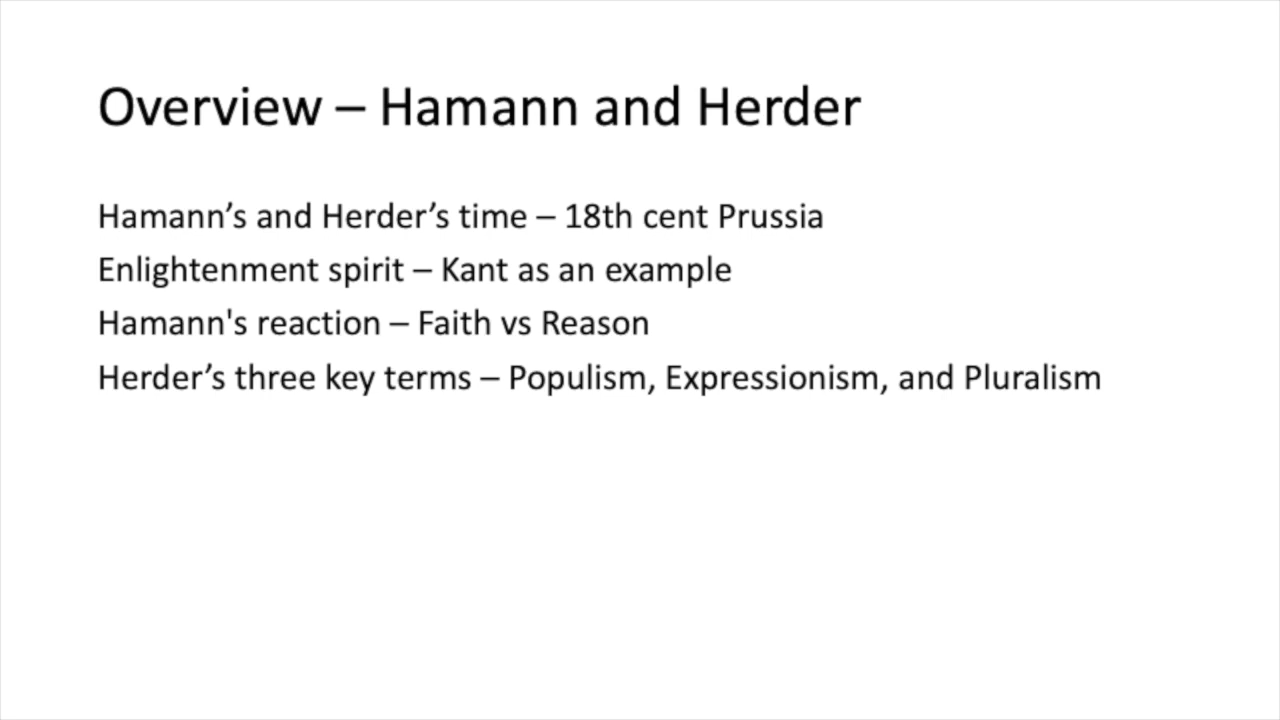 Overview – Hamann and Herder
Hamann’s and Herder’s time – 18th cent Prussia
Enlightenment spirit – Kant as an example
Hamann's reaction – Faith vs Reason
Herder’s three key terms – Populism, Expressionism, and Pluralism